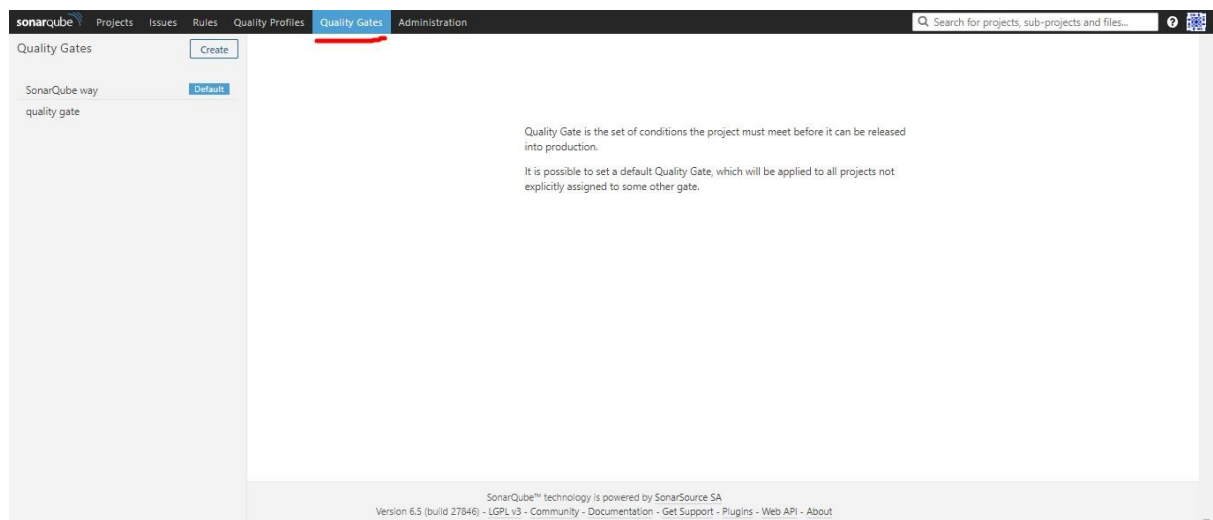 sonarqube Projects Issues Rules Quality Profiles Quality Gates Administration Search for projects, sub-projects and files... ?
Quality Gates Create
SonarQube way Default
quality gate
Quality Gate is the set of conditions the project must meet before it can be released
into production.
It is possible to set a default Quality Gate, which will be applied to all projects not
explicitly assigned to some other gate.
SonarQube™ technology is powered by SonarSource SA
Version 6.5 (build 27846) - LGPL v3 - Community - Documentation - Get Support - Plugins - Web API - About